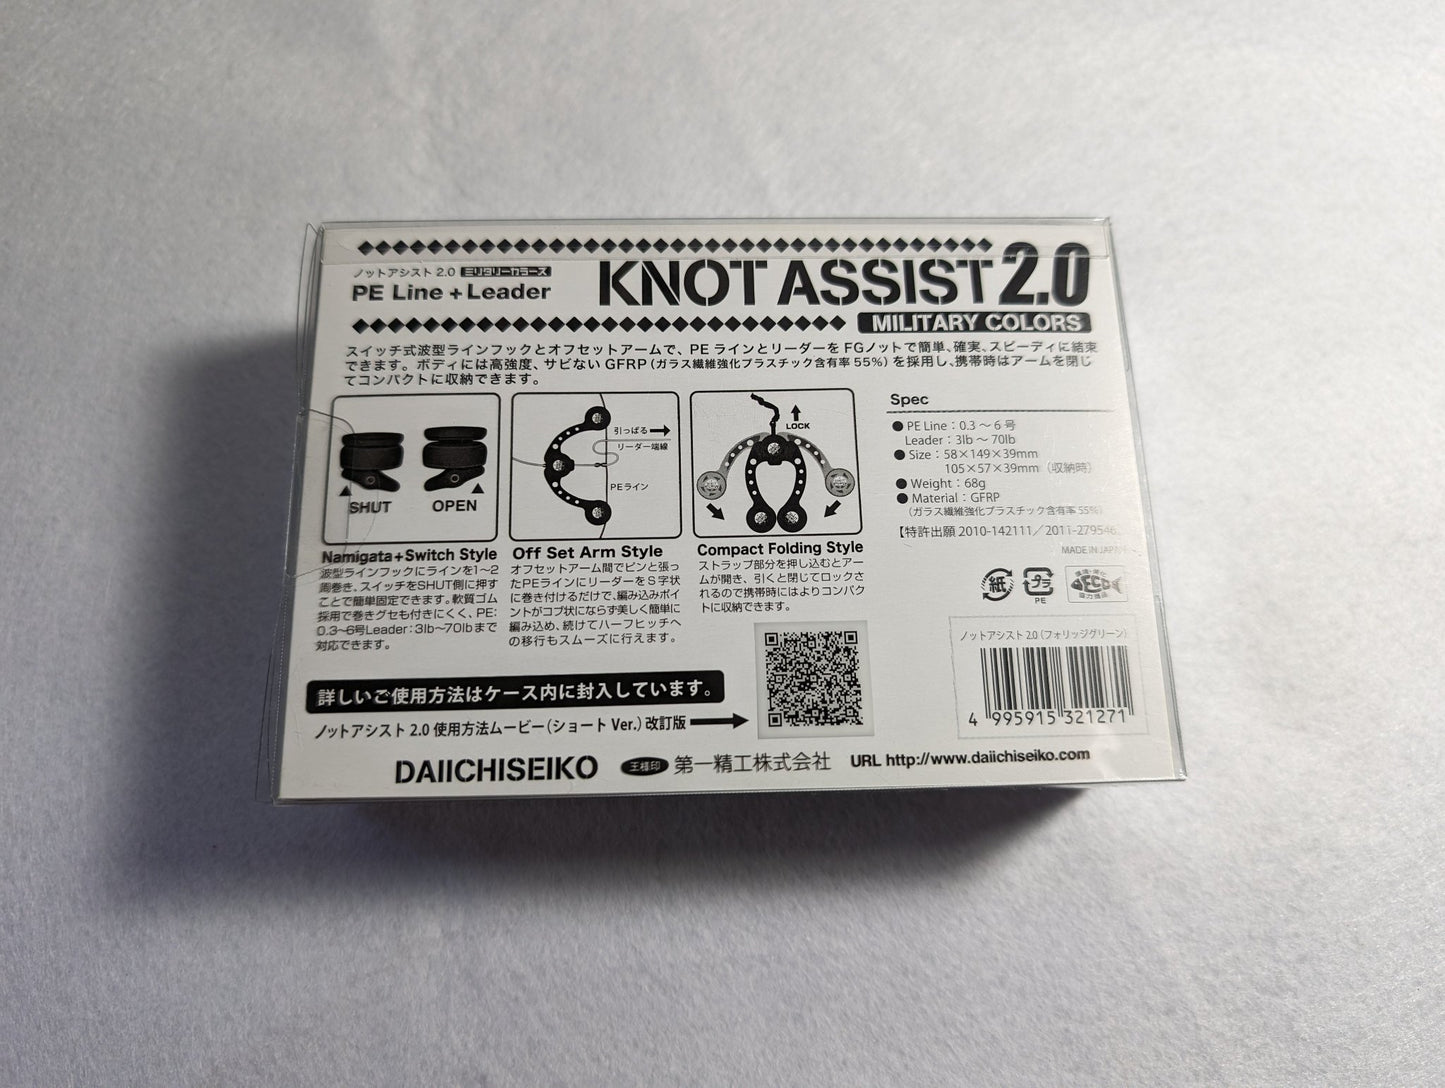 ノットアシスト 2.0 ミリタリーカラーズ
PE Line + Leader
KNOT ASSIST 2.0
MILITARY COLORS
スイッチ式波型ラインフックとオフセットアームで、PE ラインとリーダーを FG ノットで簡単、確実、スピーディに結束
できます。ボディには高強度、サビない GFRP（ガラス繊維強化プラスチック含有率 55%）を採用し、携帯時はアームを閉じ
てコンパクトに収納できます。
SHUT
OPEN
Namigata+Switch Style
波型ラインフックにラインを1〜2
周巻き、スイッチをSHUT側に押す
ことで簡単固定できます。軟質ゴム
採用で巻きグセも付きにくく、PE:
0.3〜6号Leader:3lb〜70lbまで
対応できます。
引っぱる
リーダー端線
PEライン
Off Set Arm Style
オフセットアーム間でピンと張っ
たPEラインにリーダーをS字状
に巻き付けるだけで、編み込みポイ
ントがコブ状にならず美しく簡単に
編み込め、続けてハーフヒッチへ
の移行もスムーズに行えます。
LOCK
Compact Folding Style
ストラップ部分を押し込むとアー
ムが開き、引くと閉じてロックさ
れるので携帯時にはよりコンパク
トに収納できます。
Spec
● PE Line：0.3 〜 6 号
Leader：3lb 〜 70lb
● Size：58×149×39mm
105×57×39mm（収納時）
● Weight：68g
● Material：GFRP
（ガラス繊維強化プラスチック含有率 55%）
【特許出願 2010-142111／2011-279546
MADE IN JAPAN
紙
プラ
PE
ECO
ノットアシスト 2.0（フォリッジグリーン）
4 995915 321271
詳しいご使用方法はケース内に封入しています。
ノットアシスト 2.0 使用方法ムービー（ショート Ver.）改訂版
DAIICHISEIKO
王様印
第一精工株式会社
URL http://www.daiichiseiko.com